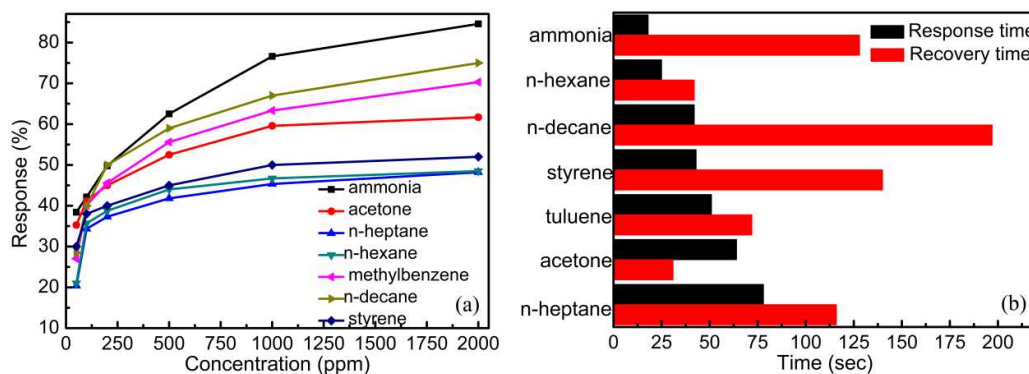 80
70
60
50
40
30
20
10
Response (%)
ammonia
acetone
n-heptane
n-hexane
methylbenzene
n-decane
styrene
(a)
0 250 500 750 1000 1250 1500 1750 2000
Concentration (ppm)
Response time
Recovery time
ammonia
n-hexane
n-decane
styrene
tuluene
acetone
n-heptane
(b)
0 25 50 75 100 125 150 175 200
Time (sec)